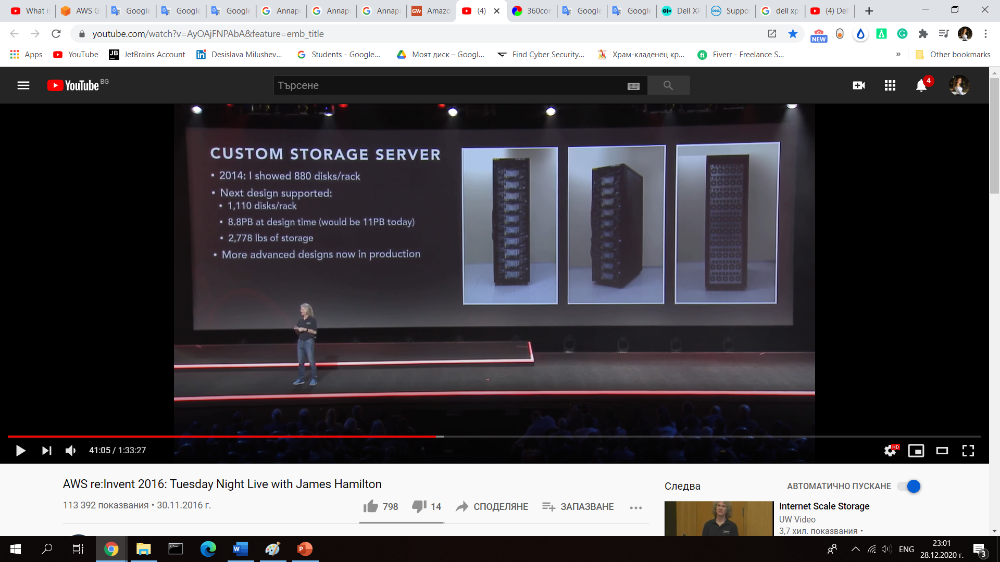 What is
AWS G
Google
Google
Google
Annap
Annap
Annap
Amazo
(4)
360con
Google
Google
Dell XP
Suppo
dell xp
(4) Del
youtube.com/watch?v=AyOAjFNPAbA&feature=emb_title
NEW
Apps
YouTube
JetBrains Account
Desislava Milushev...
Students - Google...
Моят диск – Googl...
Find Cyber Security...
Храм-кладенец кр...
Fiverr - Freelance S...
»
Other bookmarks
YouTube BG
Търсене
4
CUSTOM STORAGE SERVER
• 2014: I showed 880 disks/rack
• Next design supported:
• 1,110 disks/rack
• 8.8PB at design time (would be 11PB today)
• 2,778 lbs of storage
• More advanced designs now in production
41:05 / 1:33:27
HD
AWS re:Invent 2016: Tuesday Night Live with James Hamilton
113 392 показвания • 30.11.2016 г.
798
14
СПОДЕЛЯНЕ
ЗАПАЗВАНЕ
Следва
АВТОМАТИЧНО ПУСКАНЕ
Internet Scale Storage
UW Video
3,7 хил. показвания •
ENG
23:01
28.12.2020 г.
3